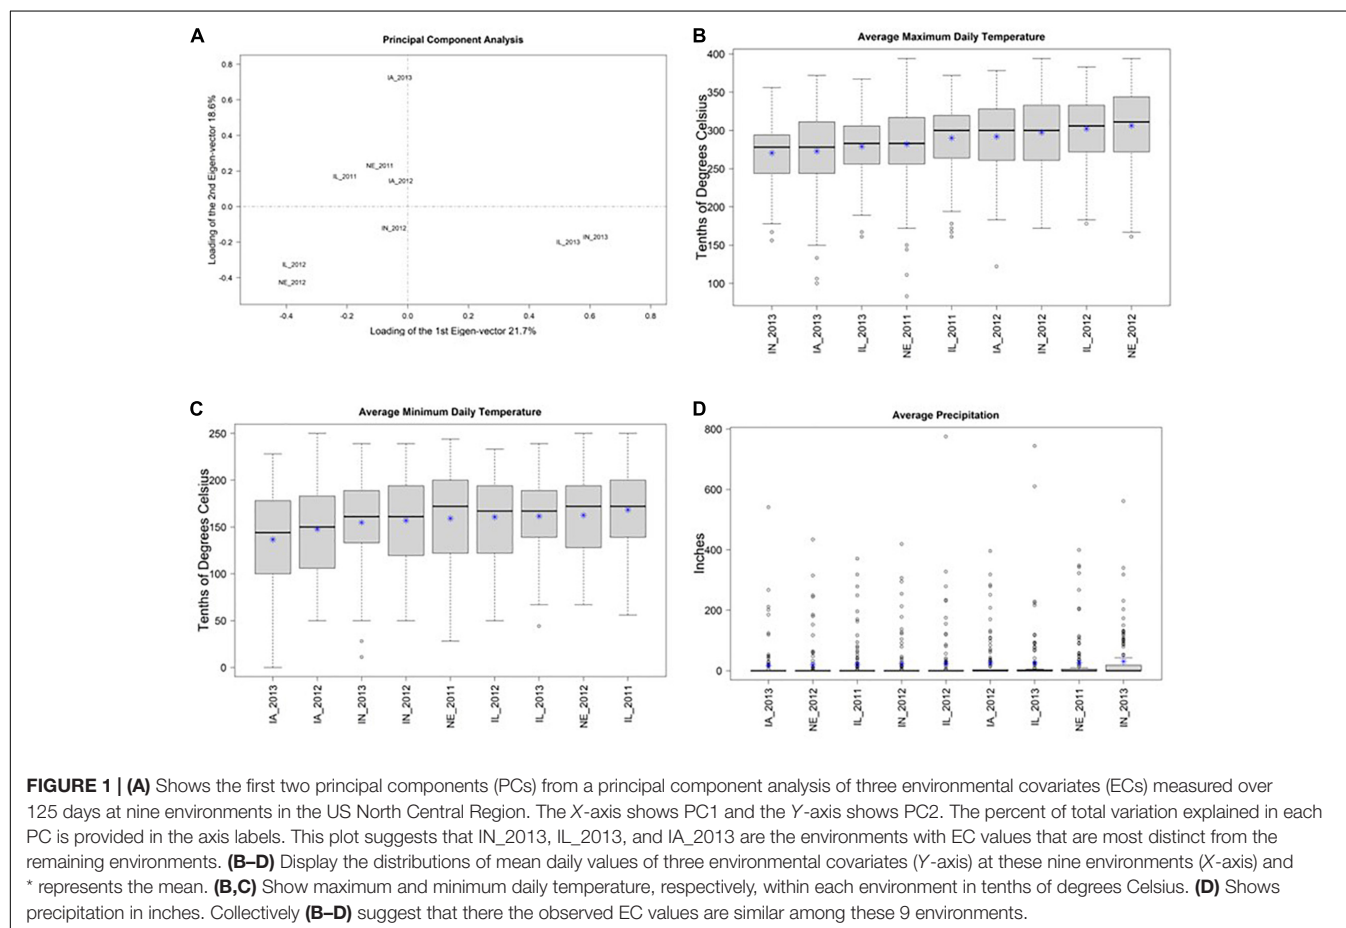 A
Principal Component Analysis
0.8
0.6
0.4
0.2
0.0
-0.2
-0.4
Loading of the 2nd Eigen-vector 18.6%
IA_2013
NE_2011
IL_2011
IA_2012
IN_2012
IN_2013
IL_2013
IL_2012
NE_2012
-0.4 -0.2 0.0 0.2 0.4 0.6 0.8
Loading of the 1st Eigen-vector 21.7%
B
Average Maximum Daily Temperature
400
350
300
250
200
150
100
Tenths of Degrees Celsius
IN_2013 IA_2013 IL_2013 NE_2011 IL_2011 IA_2012 IN_2012 IL_2012 NE_2012
C
Average Minimum Daily Temperature
250
200
150
100
50
0
Tenths of Degrees Celsius
IA_2013 IA_2012 IN_2013 IN_2012 NE_2011 IL_2012 IL_2013 NE_2012 IL_2011
D
Average Precipitation
800
600
400
200
0
Inches
IA_2013 NE_2012 IL_2011 IN_2012 IL_2012 IA_2012 IL_2013 NE_2011 IN_2013
FIGURE 1 | (A) Shows the first two principal components (PCs) from a principal component analysis of three environmental covariates (ECs) measured over
125 days at nine environments in the US North Central Region. The X-axis shows PC1 and the Y-axis shows PC2. The percent of total variation explained in each
PC is provided in the axis labels. This plot suggests that IN_2013, IL_2013, and IA_2013 are the environments with EC values that are most distinct from the
remaining environments. (B–D) Display the distributions of mean daily values of three environmental covariates (Y-axis) at these nine environments (X-axis) and
* represents the mean. (B,C) Show maximum and minimum daily temperature, respectively, within each environment in tenths of degrees Celsius. (D) Shows
precipitation in inches. Collectively (B–D) suggest that there the observed EC values are similar among these 9 environments.